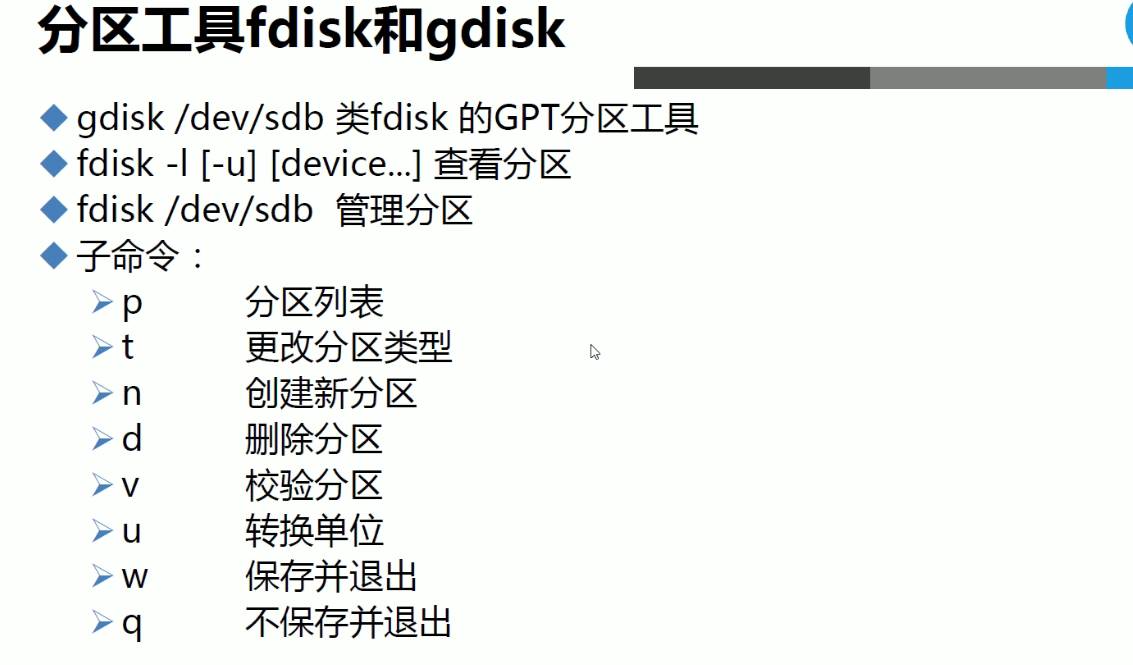 分区工具fdisk和gdisk
gdisk /dev/sdb 类fdisk 的GPT分区工具
fdisk -l [-u] [device...] 查看分区
fdisk /dev/sdb 管理分区
子命令：
p 分区列表
t 更改分区类型
n 创建新分区
d 删除分区
v 校验分区
u 转换单位
w 保存并退出
q 不保存并退出